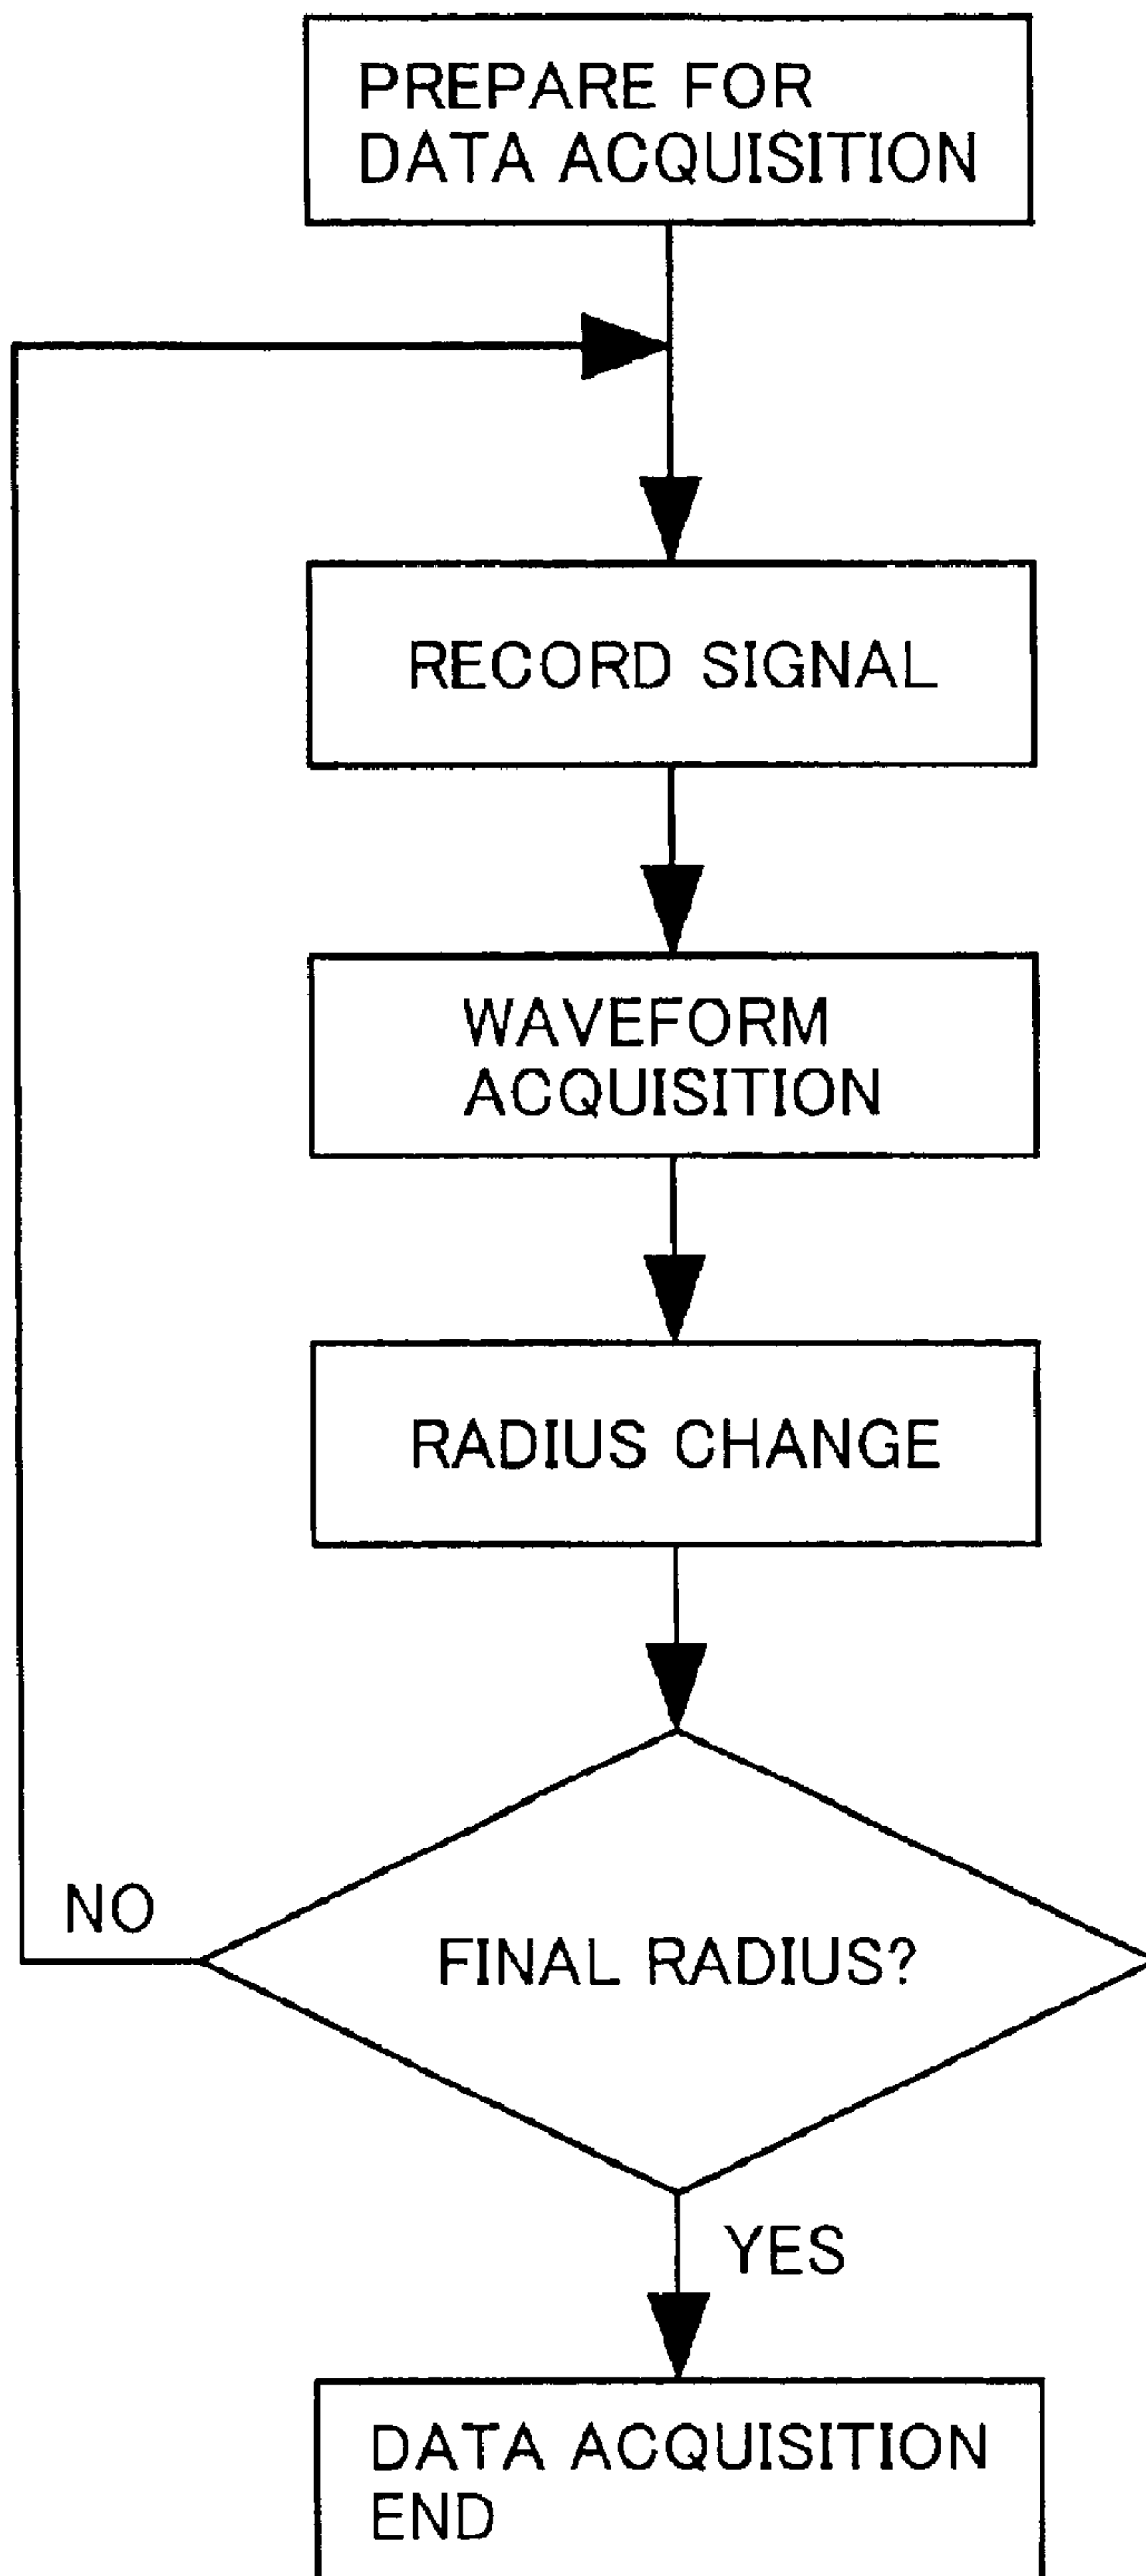 PREPARE FOR
DATA ACQUISITION
RECORD SIGNAL
WAVEFORM
ACQUISITION
RADIUS CHANGE
NO
FINAL RADIUS?
YES
DATA ACQUISITION
END